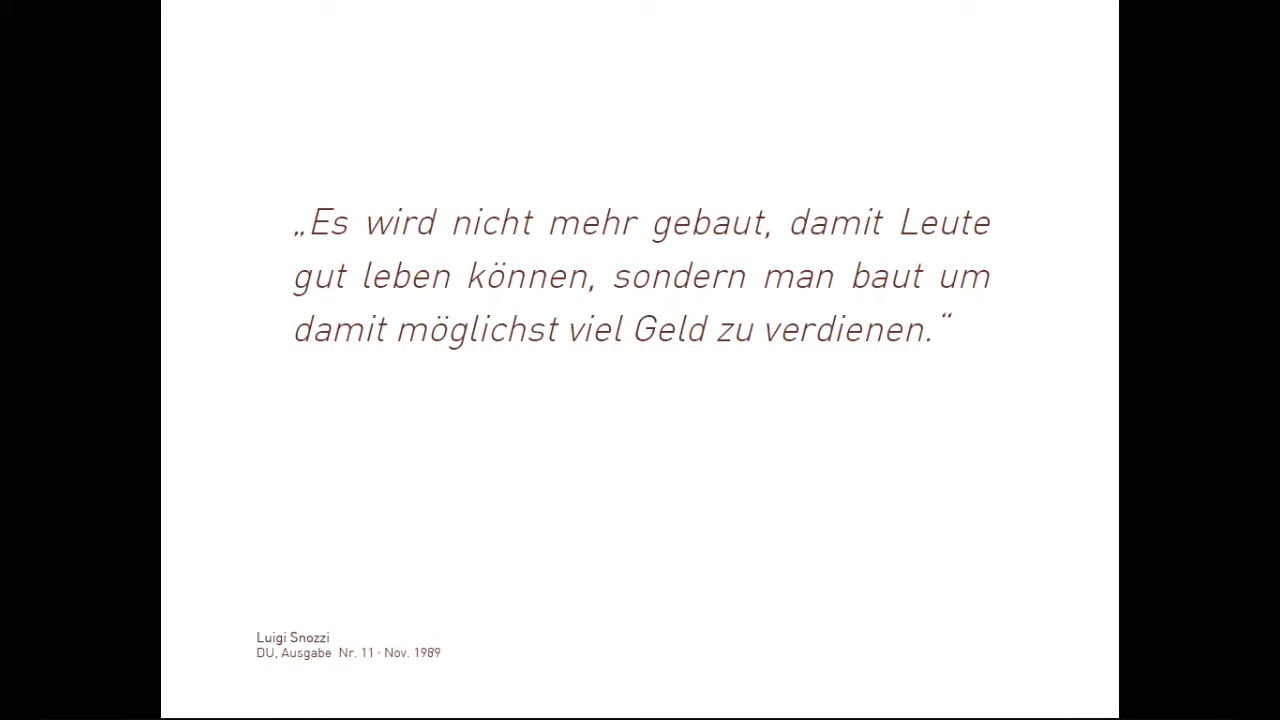 „Es wird nicht mehr gebaut, damit Leute
gut leben können, sondern man baut um
damit möglichst viel Geld zu verdienen.“
Luigi Snozzi
DU, Ausgabe Nr. 11 · Nov. 1989